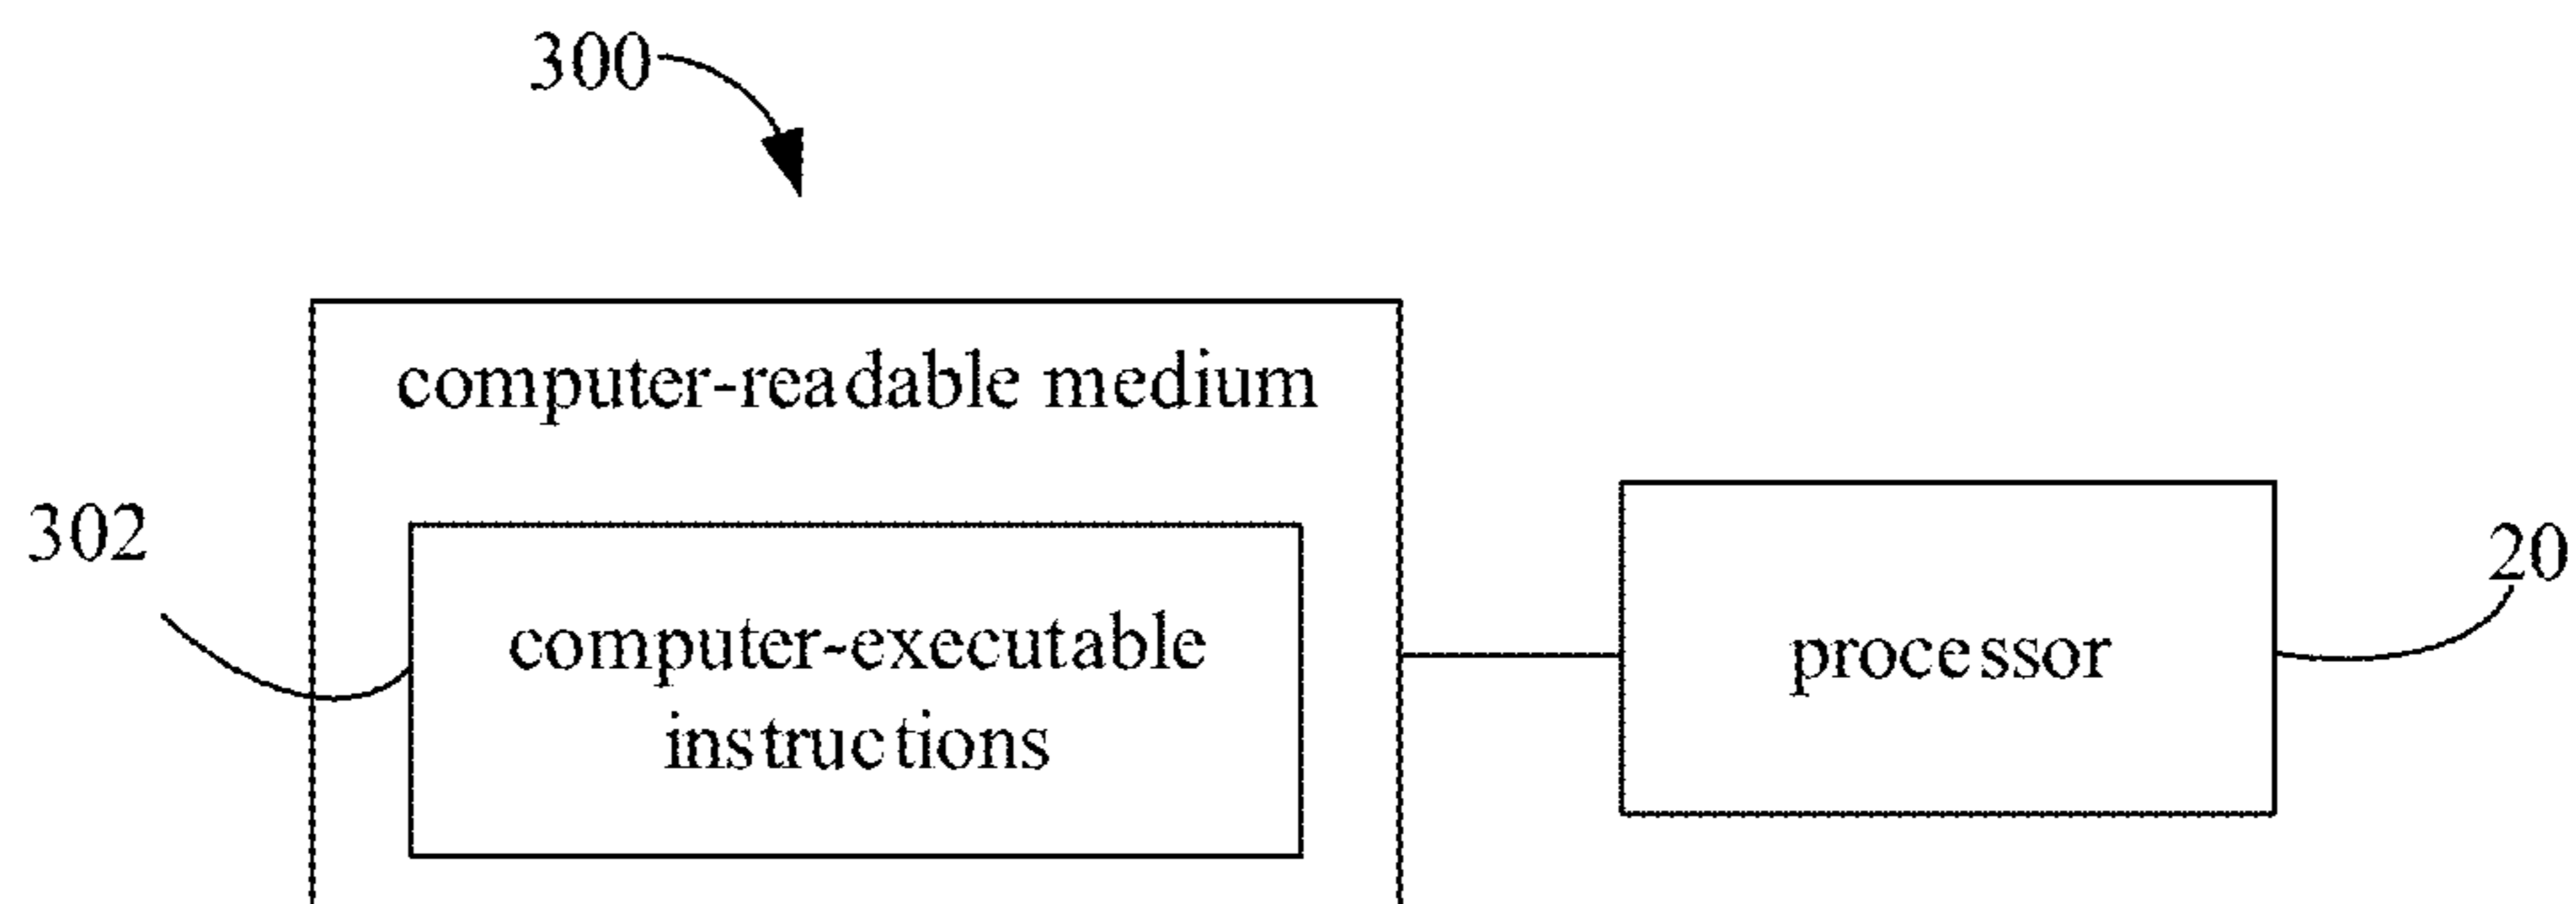 300
computer-readable medium
302
computer-executable
instructions
processor
20